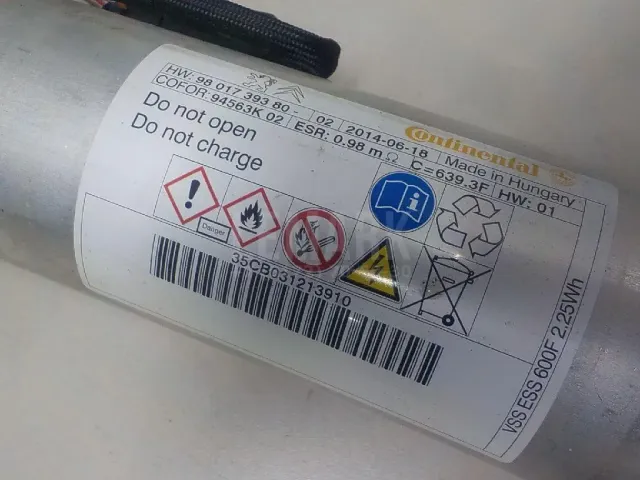 HW: 98 017 393 80 02 2014-06-18 Continental
COFOR: 94563K 02 ESR: 0.98 mΩ C=639.3F Made in Hungary HW: 01
Do not open
Do not charge
Danger
35CB031213910
VSS ESS 600F 2.25Wh